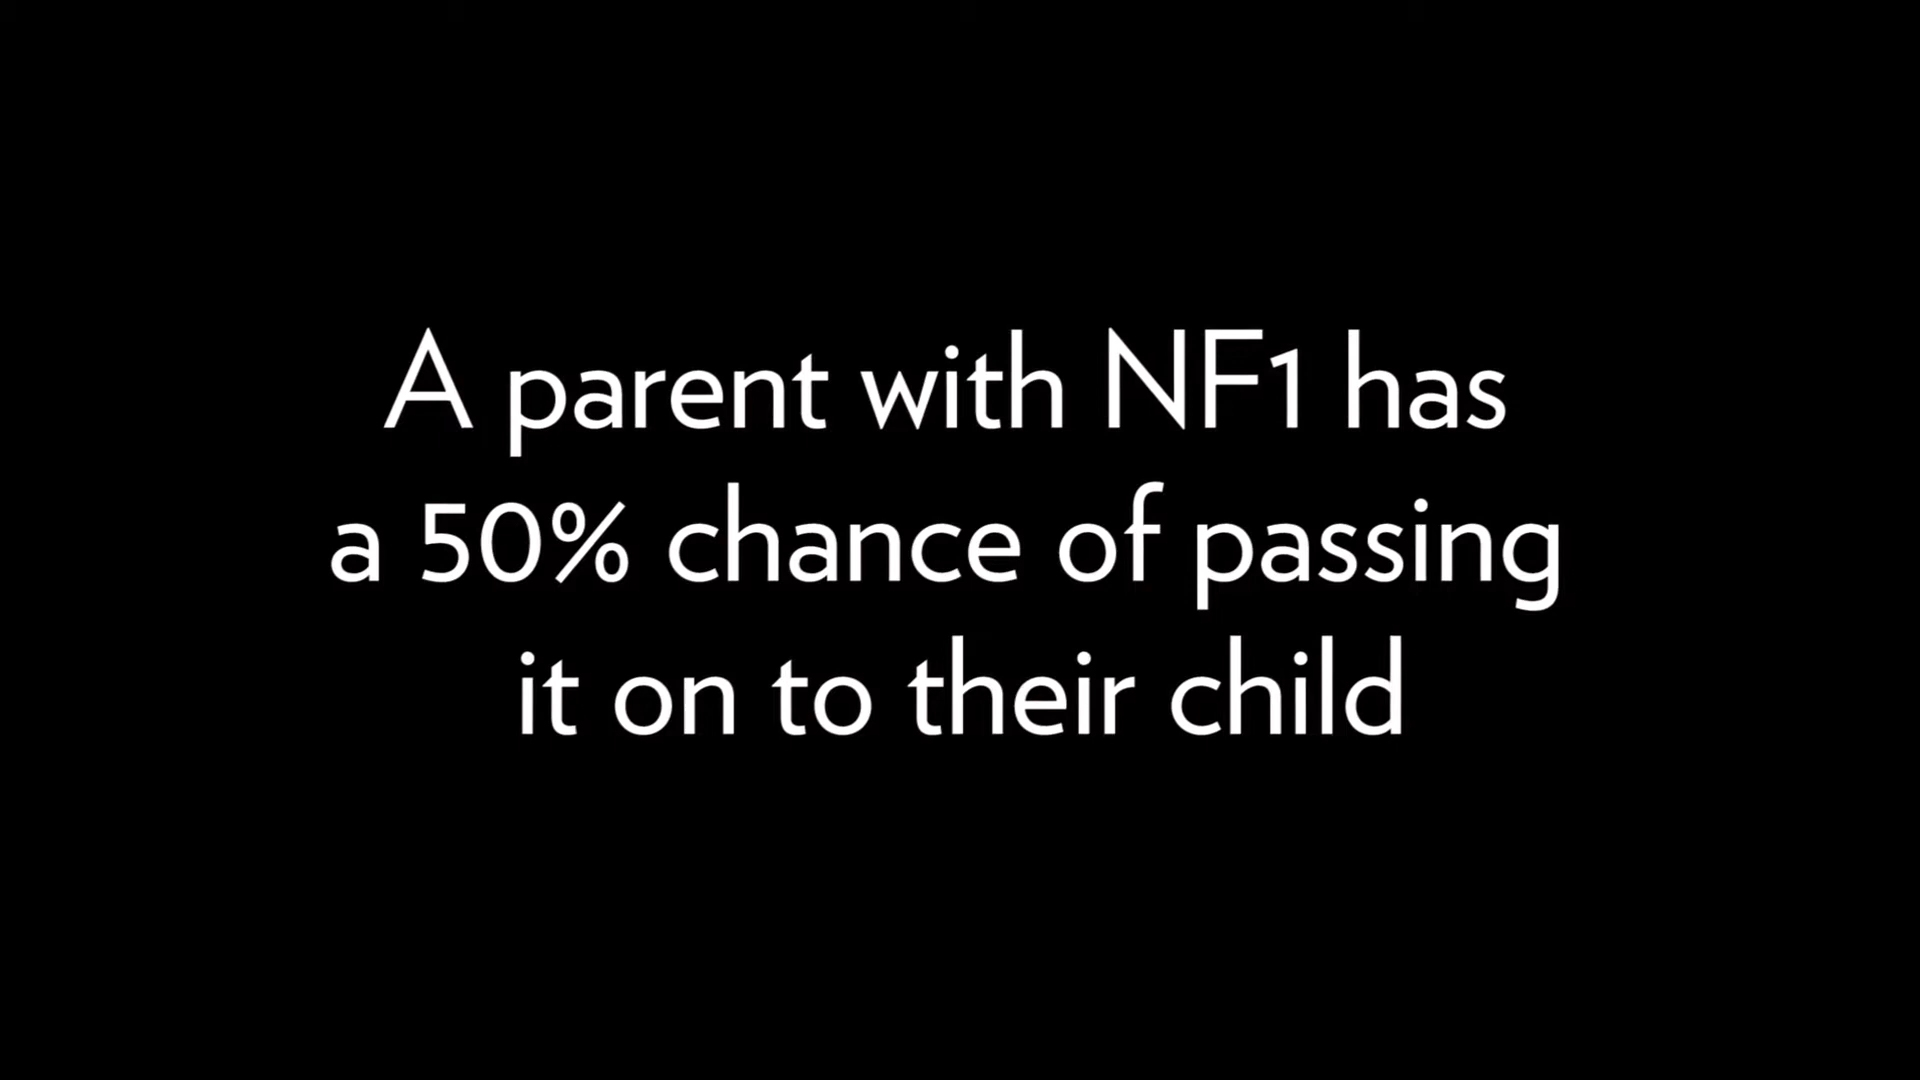 A parent with NF1 has
a 50% chance of passing
it on to their child